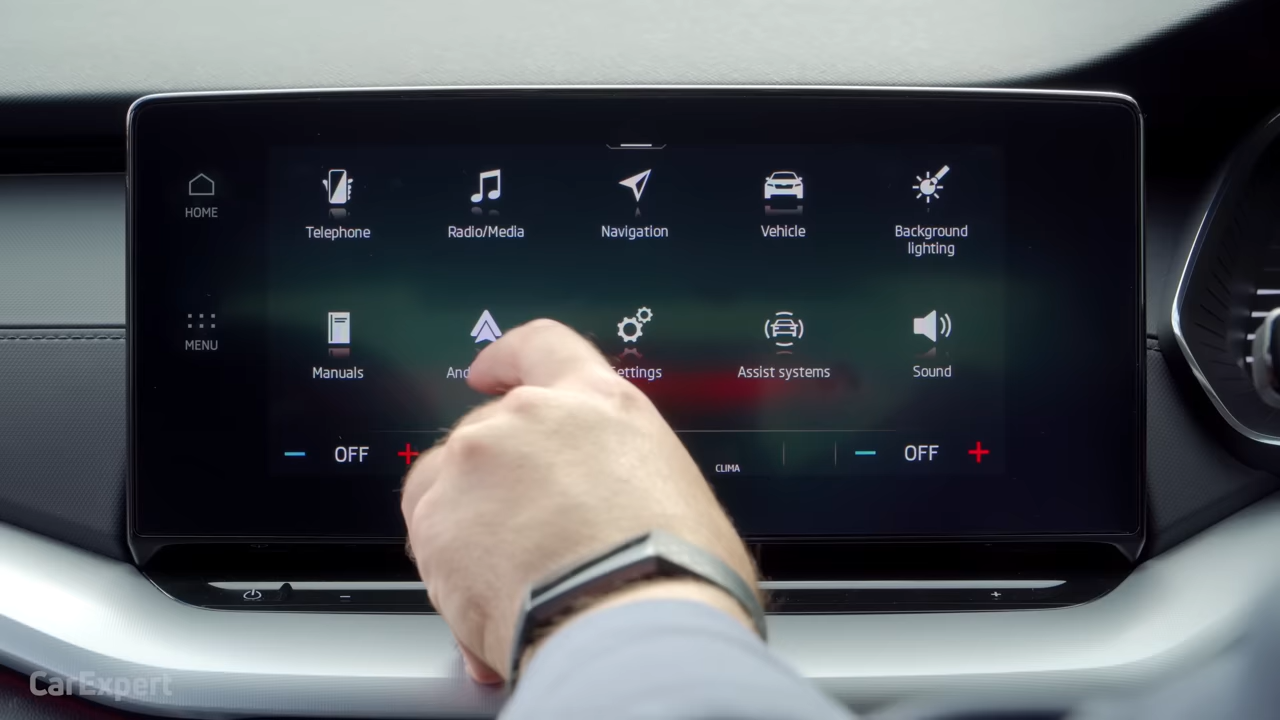 HOME
Telephone
Radio/Media
Navigation
Vehicle
Background
lighting
MENU
Manuals
Settings
Assist systems
Sound
OFF
CLIMA
OFF
CarExpert